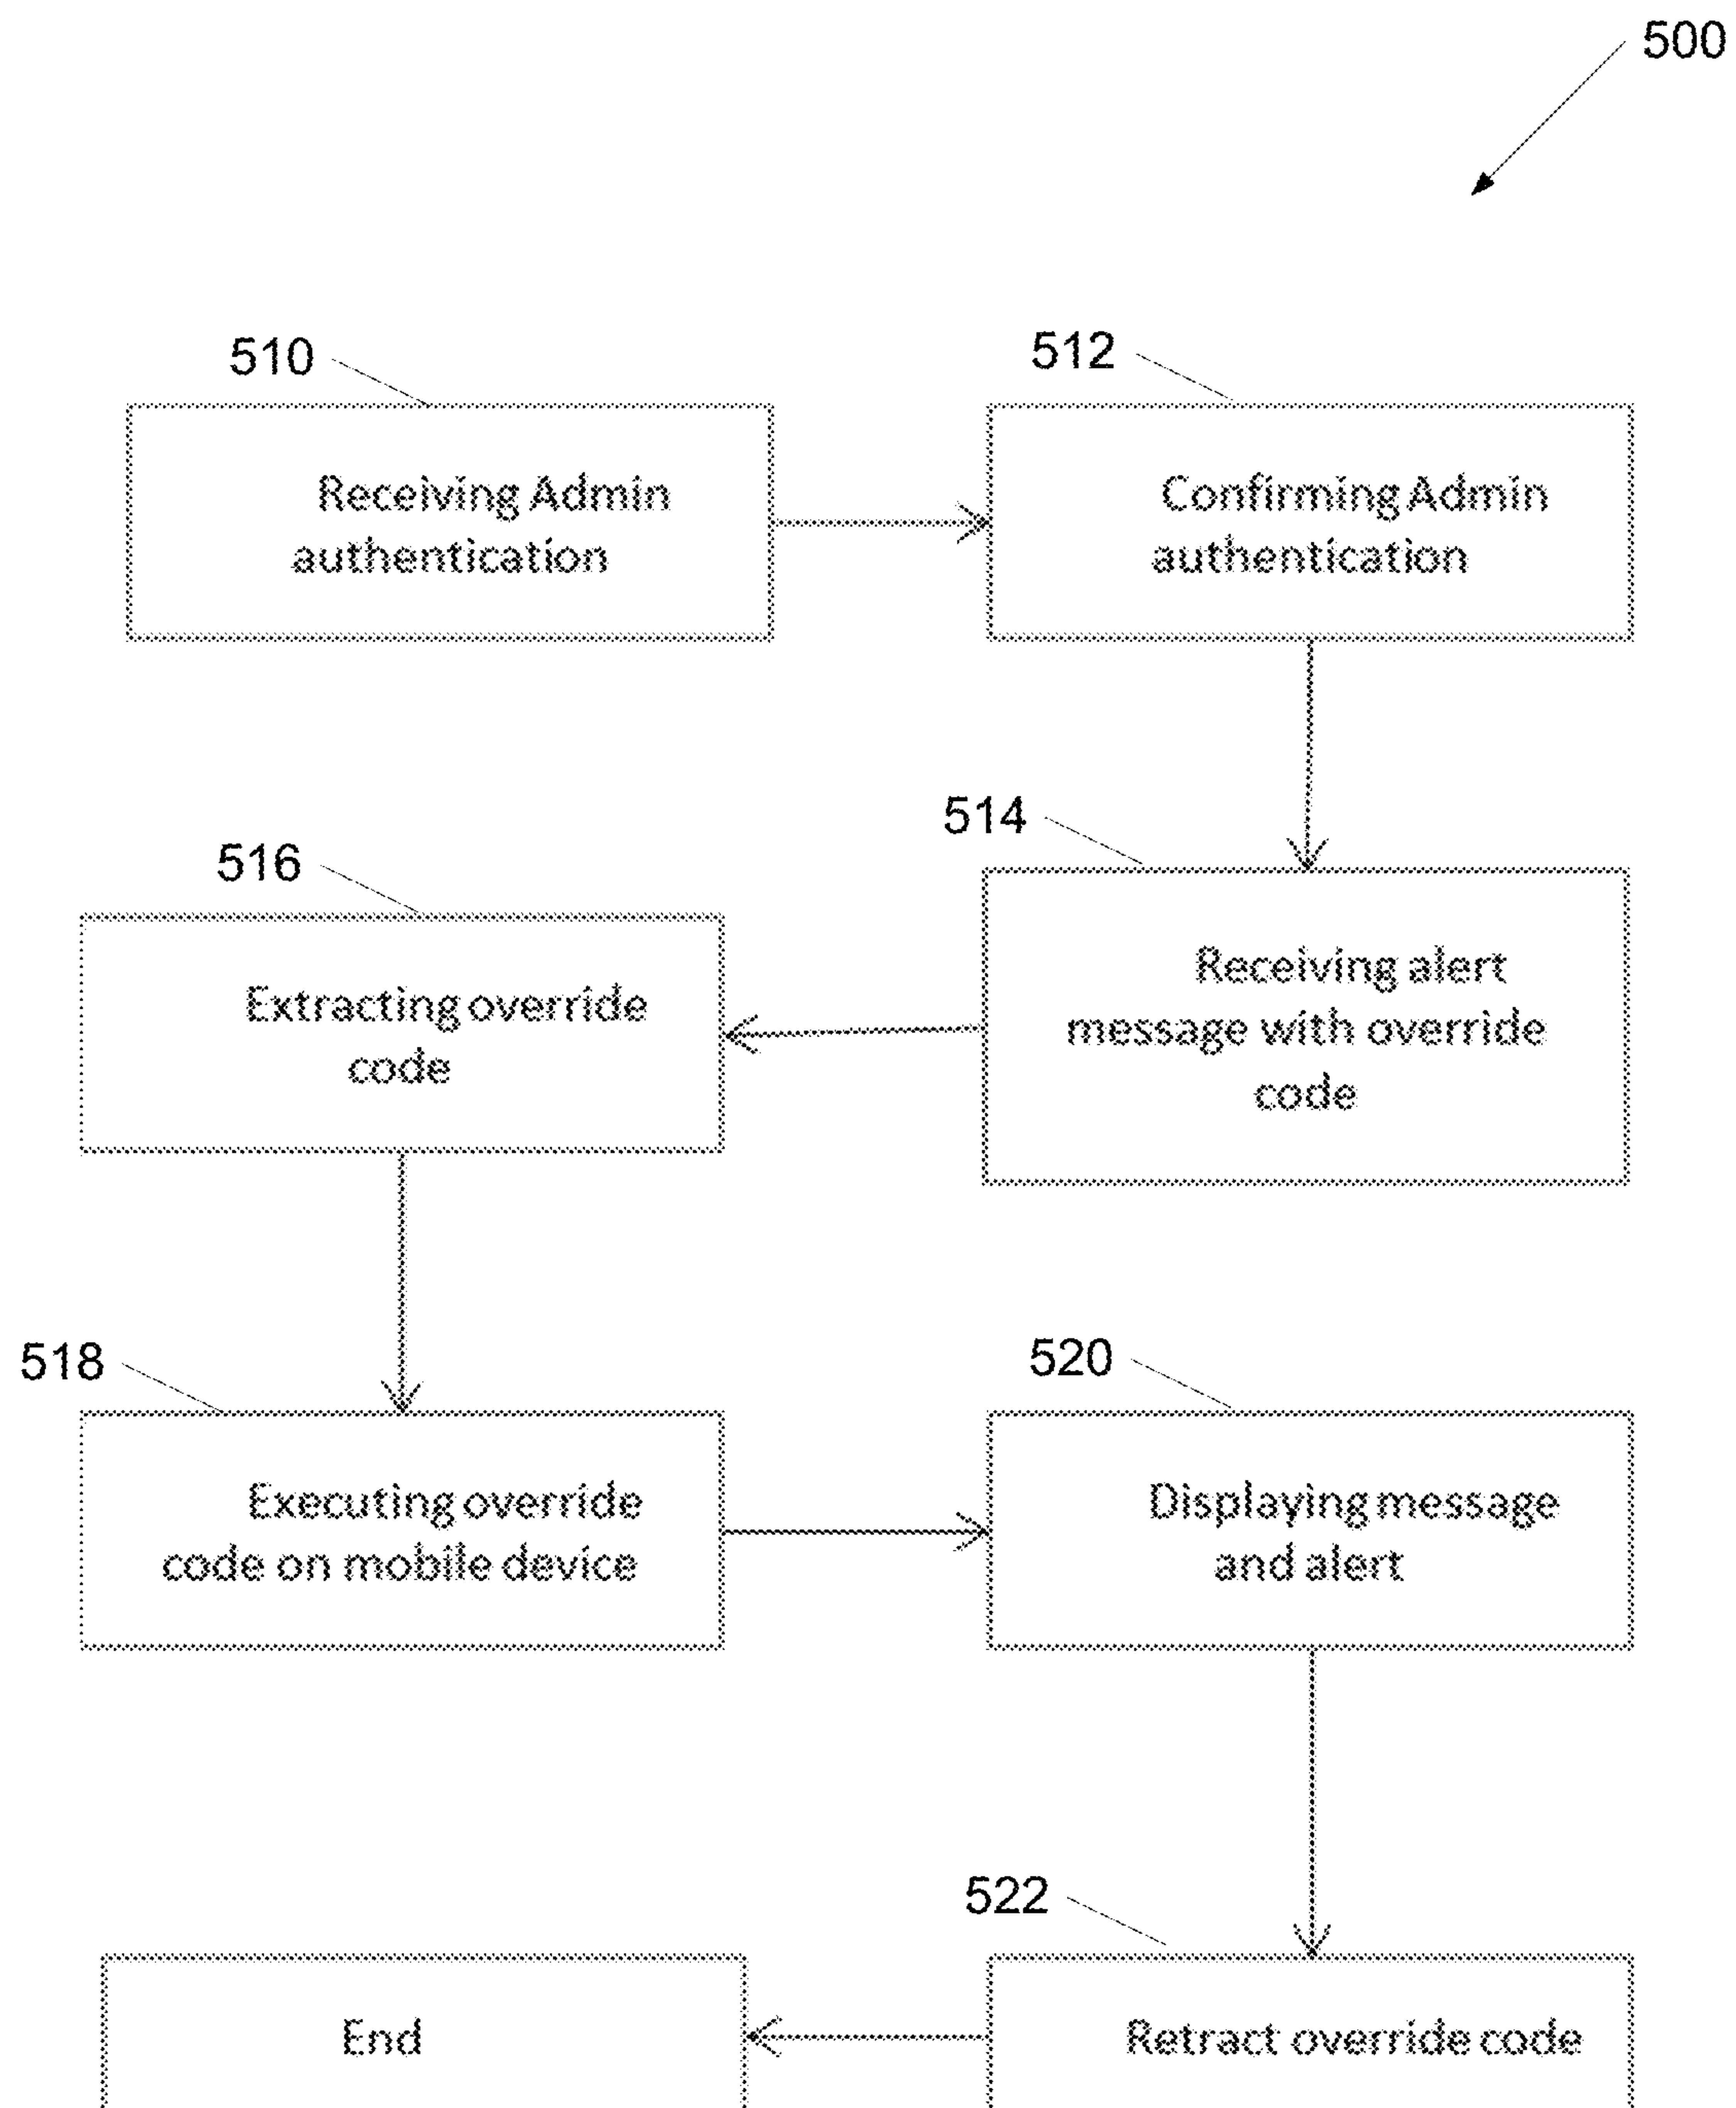 500
510
Receiving Admin
authentication
512
Confirming Admin
authentication
514
Receiving alert
message with override
code
516
Extracting override
code
518
Executing override
code on mobile device
520
Displaying message
and alert
522
Retract override code
End